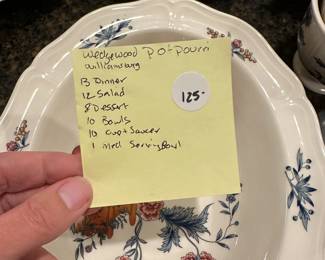 Wedgewood Potpourri
Williamsburg
13 Dinner
12 Salad
8 Dessert
10 Bowls
10 Cup + Saucer
1 Med Serving Bowl
125-